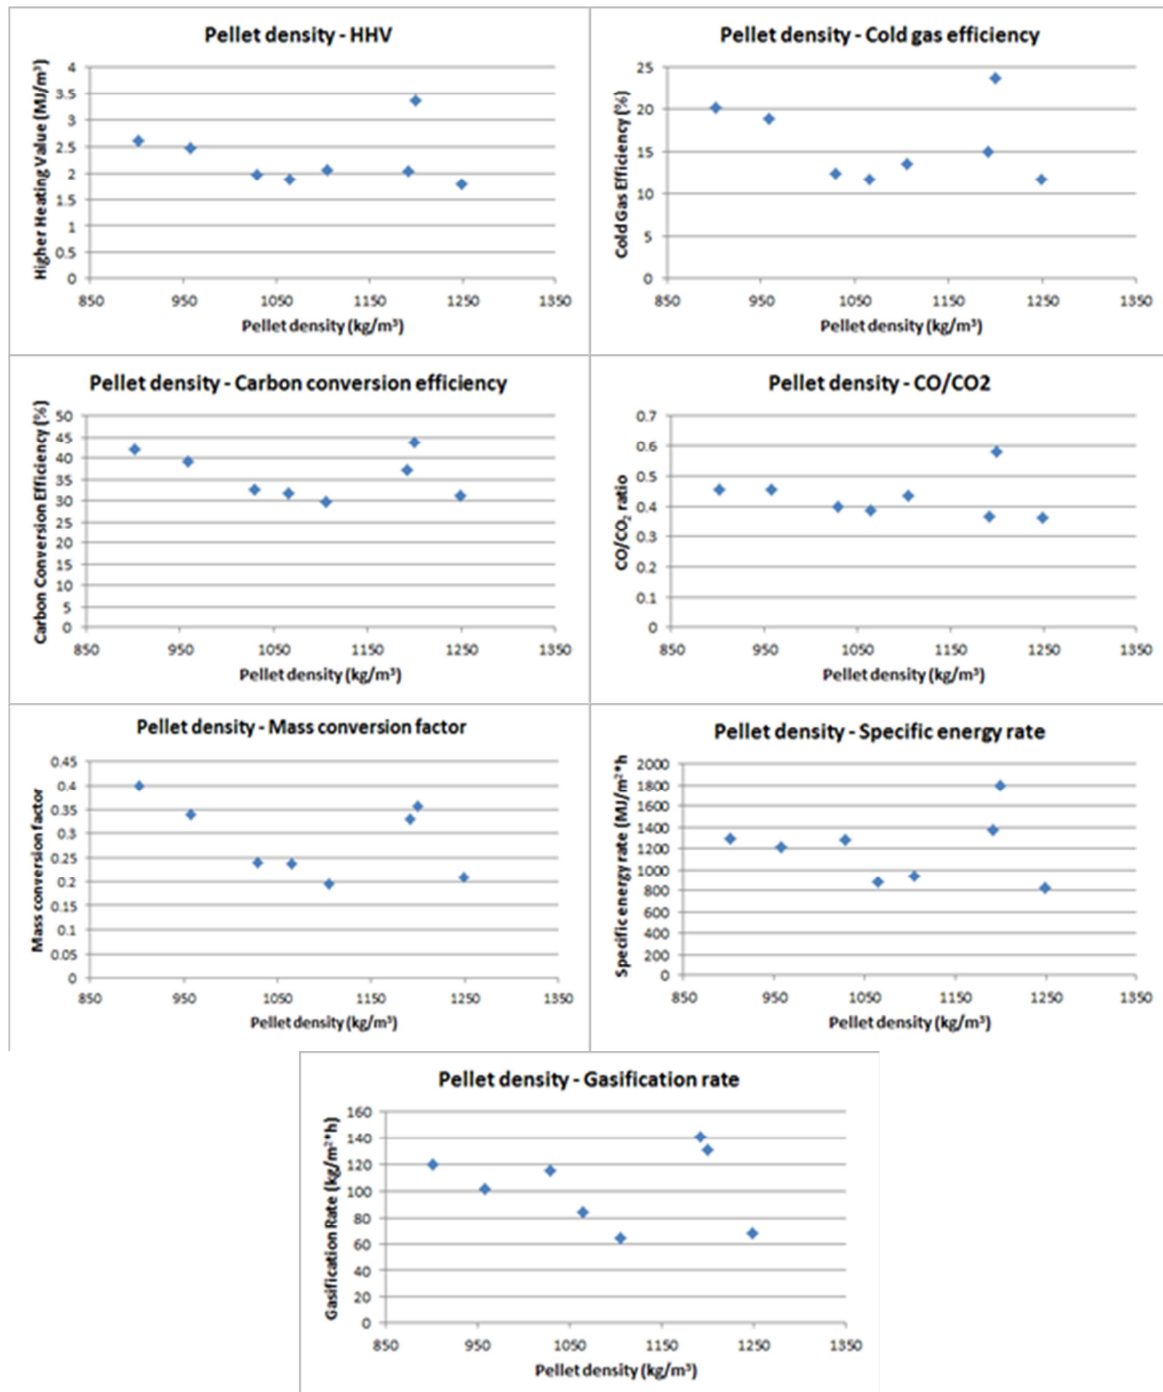 Pellet density - HHV
Higher Heating Value (MJ/m³)
4
3.5
3
2.5
2
1.5
1
0.5
0
850 950 1050 1150 1250 1350
Pellet density (kg/m³)
Pellet density - Cold gas efficiency
Cold Gas Efficiency (%)
25
20
15
10
5
0
850 950 1050 1150 1250 1350
Pellet density (kg/m³)
Pellet density - Carbon conversion efficiency
Carbon Conversion Efficiency (%)
50
45
40
35
30
25
20
15
10
5
0
850 950 1050 1150 1250 1350
Pellet density (kg/m³)
Pellet density - CO/CO2
CO/CO₂ ratio
0.7
0.6
0.5
0.4
0.3
0.2
0.1
0
850 950 1050 1150 1250 1350
Pellet density (kg/m³)
Pellet density - Mass conversion factor
Mass conversion factor
0.45
0.4
0.35
0.3
0.25
0.2
0.15
0.1
0.05
0
850 950 1050 1150 1250 1350
Pellet density (kg/m³)
Pellet density - Specific energy rate
Specific energy rate (MJ/m²*h
2000
1800
1600
1400
1200
1000
800
600
400
200
0
850 950 1050 1150 1250 1350
Pellet density (kg/m³)
Pellet density - Gasification rate
Gasification Rate (kg/m²*h)
160
140
120
100
80
60
40
20
0
850 950 1050 1150 1250 1350
Pellet density (kg/m³)